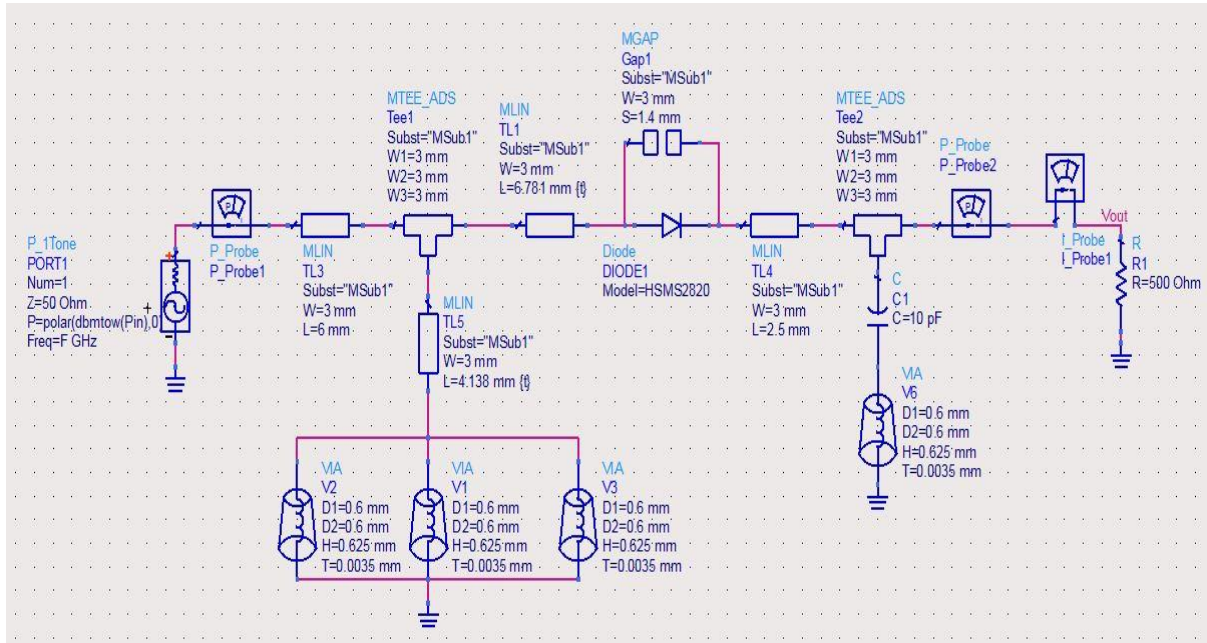 MGAP
Gap1
Subst="MSub1"
W=3 mm
S=1.4 mm
MTEE_ADS
Tee1
Subst="MSub1"
W1=3 mm
W2=3 mm
W3=3 mm
MLIN
TL1
Subst="MSub1"
W=3 mm
L=6.781 mm {t}
MTEE_ADS
Tee2
Subst="MSub1"
W1=3 mm
W2=3 mm
W3=3 mm
P_Probe
P_Probe2
P_1Tone
PORT1
Num=1
Z=50 Ohm
P=polar(dbmtow(Pin),0)
Freq=F GHz
P_Probe
P_Probe1
MLIN
TL3
Subst="MSub1"
W=3 mm
L=6 mm
Diode
DIODE1
Model=HSMS2820
MLIN
TL4
Subst="MSub1"
W=3 mm
L=2.5 mm
I_Probe
I_Probe1
Vout
R
R1
R=500 Ohm
MLIN
TL5
Subst="MSub1"
W=3 mm
L=4.138 mm {t}
C
C1
C=10 pF
VIA
V6
D1=0.6 mm
D2=0.6 mm
H=0.625 mm
T=0.0035 mm
VIA
V2
D1=0.6 mm
D2=0.6 mm
H=0.625 mm
T=0.0035 mm
VIA
V1
D1=0.6 mm
D2=0.6 mm
H=0.625 mm
T=0.0035 mm
VIA
V3
D1=0.6 mm
D2=0.6 mm
H=0.625 mm
T=0.0035 mm